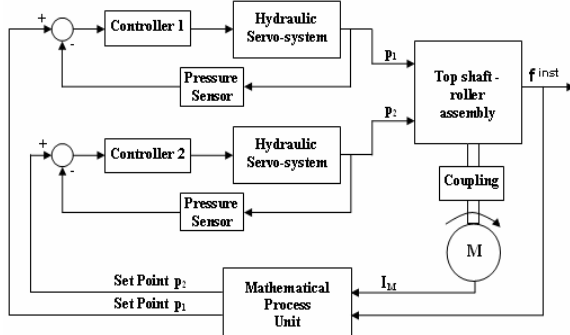 +
-
Controller 1
Hydraulic
Servo-system
Pressure
Sensor
p₁
Top shaft -
roller
assembly
f inst
+
-
Controller 2
Hydraulic
Servo-system
Pressure
Sensor
p₂
Coupling
M
I_M
Set Point p₂
Set Point p₁
Mathematical
Process
Unit